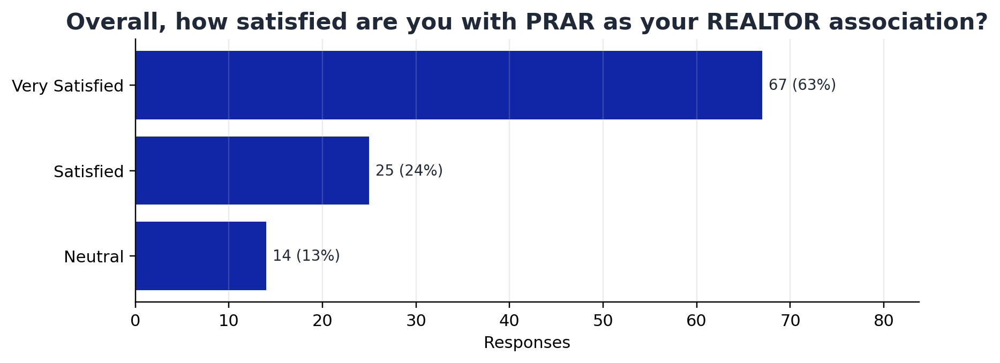 Overall, how satisfied are you with PRAR as your REALTOR association?
Very Satisfied
67 (63%)
Satisfied
25 (24%)
Neutral
14 (13%)
0 10 20 30 40 50 60 70 80
Responses